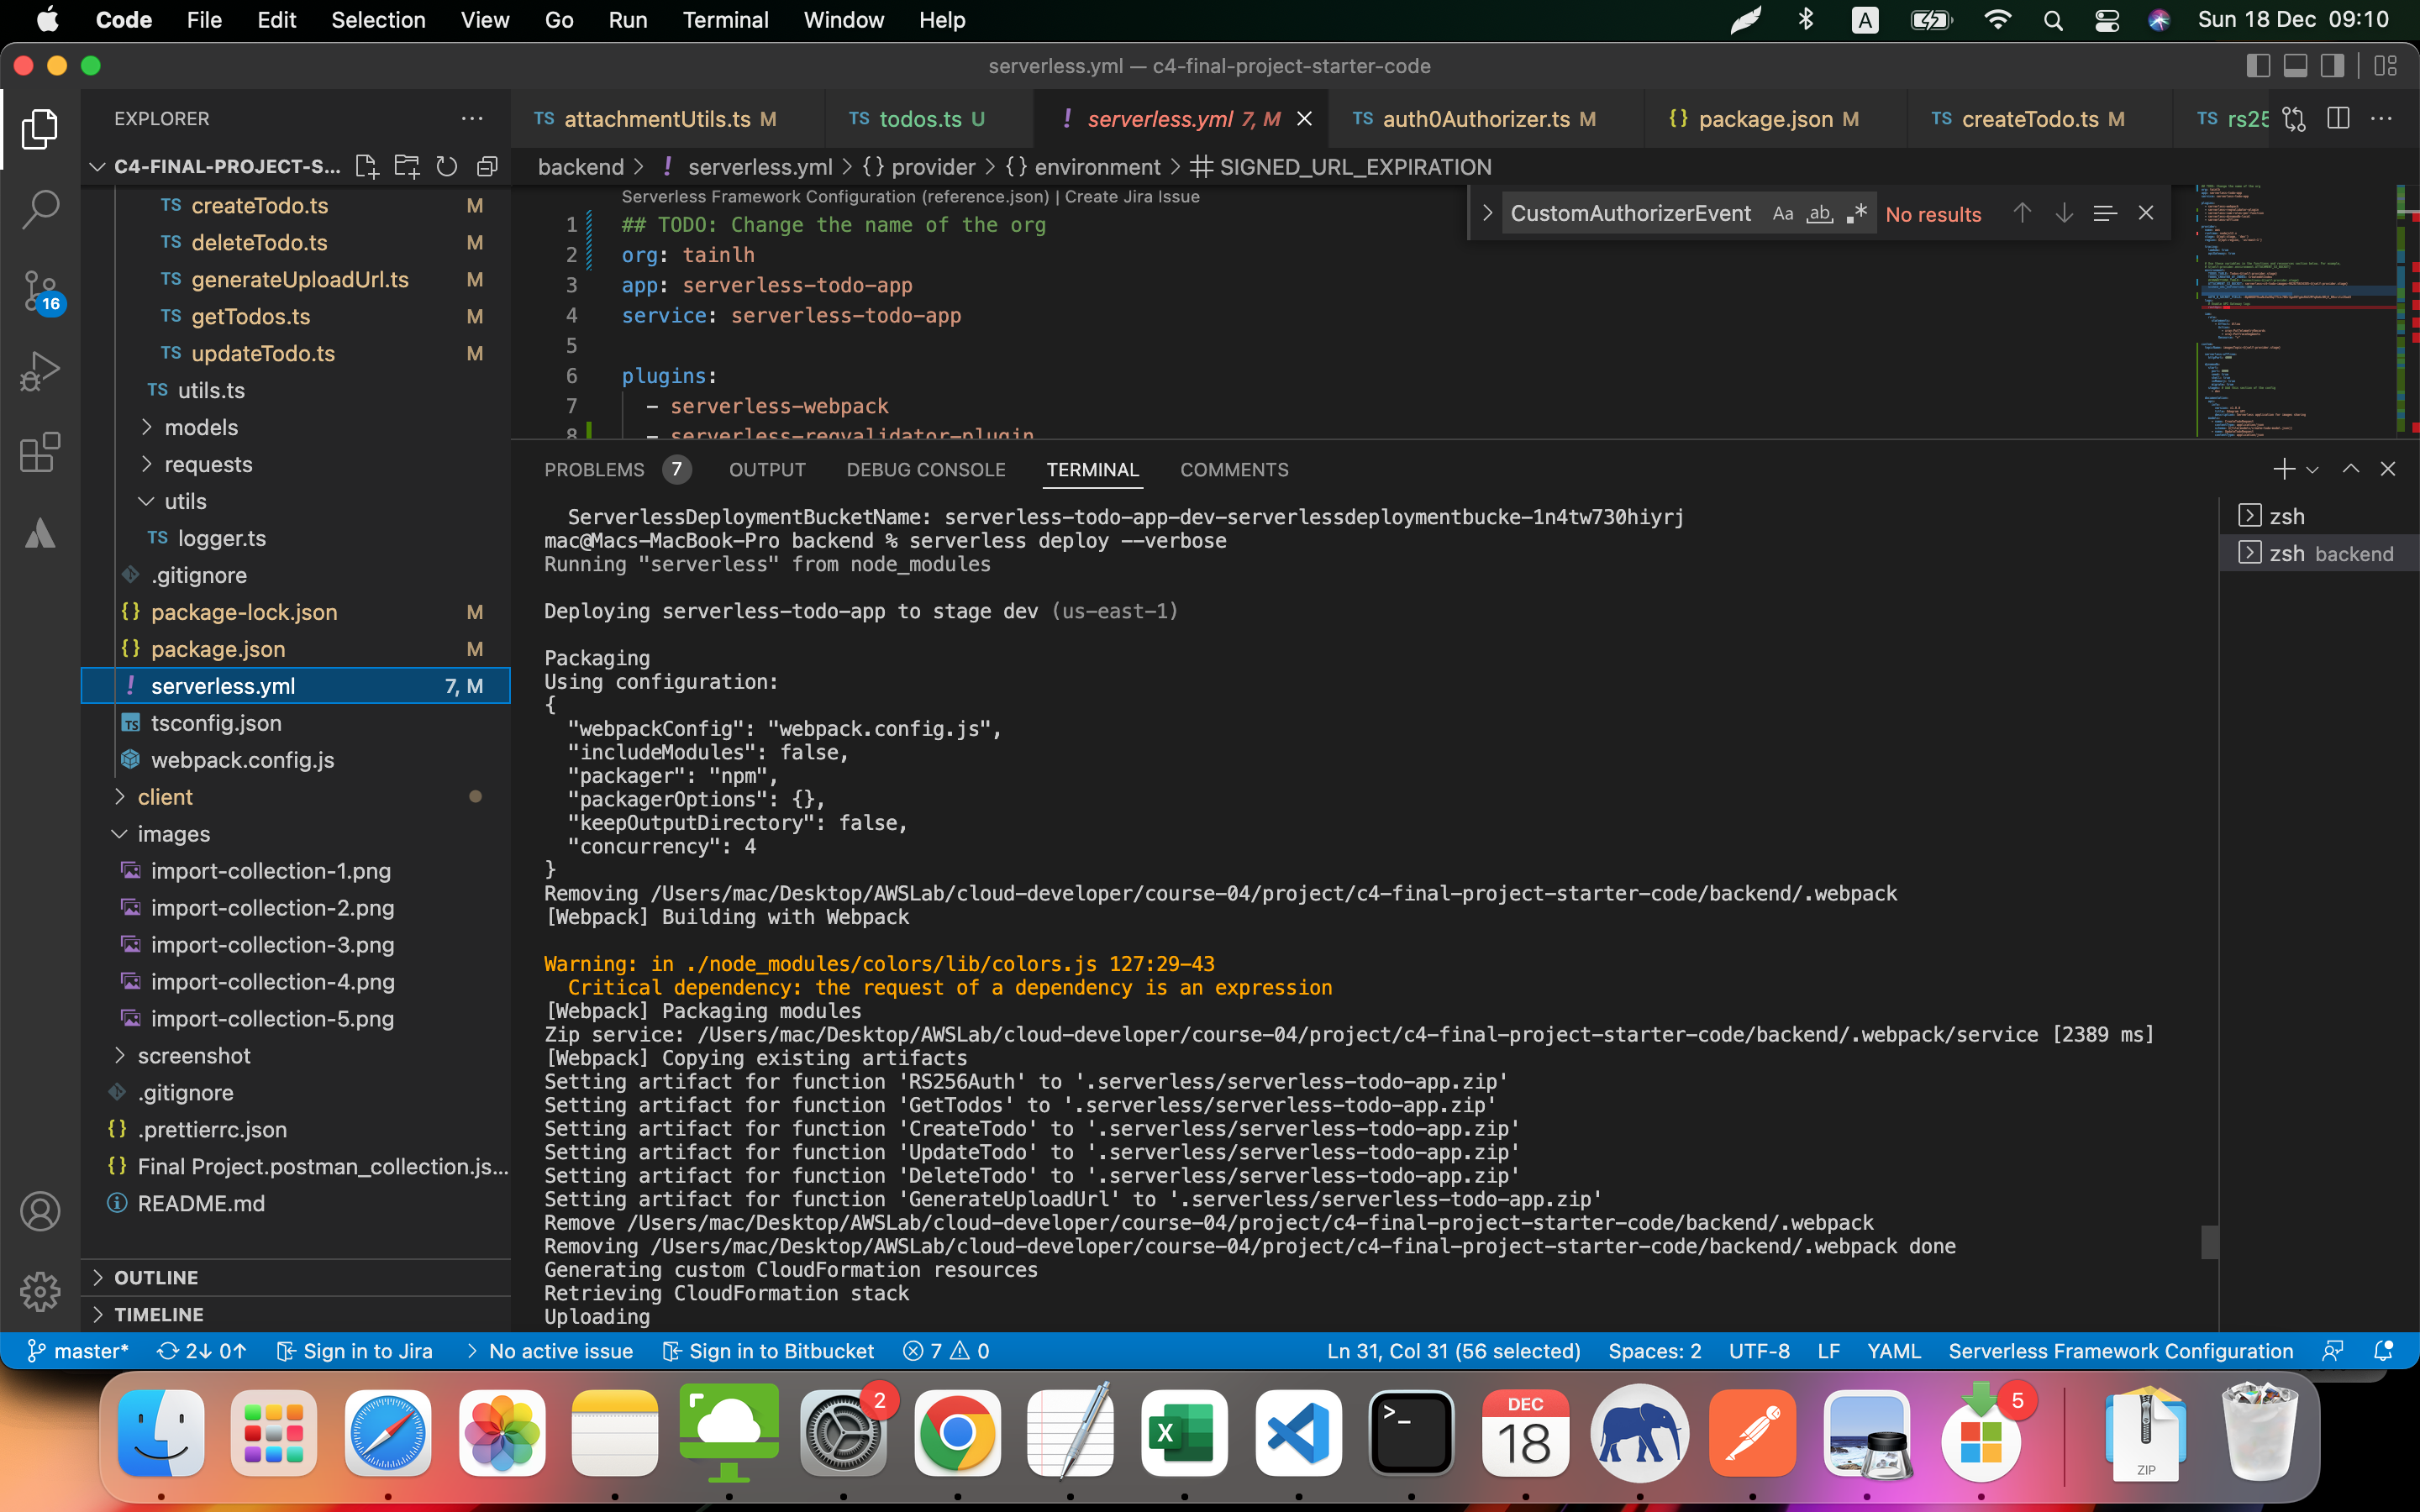 Code File Edit Selection View Go Run Terminal Window Help
A
Sun 18 Dec 09:10
serverless.yml — c4-final-project-starter-code
EXPLORER
C4-FINAL-PROJECT-S...
TS createTodo.ts M
TS deleteTodo.ts M
TS generateUploadUrl.ts M
TS getTodos.ts M
TS updateTodo.ts M
TS utils.ts
models
requests
utils
TS logger.ts
.gitignore
{} package-lock.json M
{} package.json M
! serverless.yml 7, M
TS tsconfig.json
webpack.config.js
client
images
import-collection-1.png
import-collection-2.png
import-collection-3.png
import-collection-4.png
import-collection-5.png
screenshot
.gitignore
{} .prettierrc.json
{} Final Project.postman_collection.js...
README.md
OUTLINE
TIMELINE
16
TS attachmentUtils.ts M
TS todos.ts U
! serverless.yml 7, M
TS auth0Authorizer.ts M
{} package.json M
TS createTodo.ts M
TS rs25
backend > ! serverless.yml > {} provider > {} environment > # SIGNED_URL_EXPIRATION
Serverless Framework Configuration (reference.json) | Create Jira Issue
1 ## TODO: Change the name of the org
2 org: tainlh
3 app: serverless-todo-app
4 service: serverless-todo-app
5
6 plugins:
7 - serverless-webpack
8 - serverless-reqvalidator-plugin
CustomAuthorizerEvent Aa ab .* No results
PROBLEMS 7 OUTPUT DEBUG CONSOLE TERMINAL COMMENTS
zsh
zsh backend
ServerlessDeploymentBucketName: serverless-todo-app-dev-serverlessdeploymentbucke-1n4tw730hiyrj
mac@Macs-MacBook-Pro backend % serverless deploy --verbose
Running "serverless" from node_modules
Deploying serverless-todo-app to stage dev (us-east-1)
Packaging
Using configuration:
{
"webpackConfig": "webpack.config.js",
"includeModules": false,
"packager": "npm",
"packagerOptions": {},
"keepOutputDirectory": false,
"concurrency": 4
}
Removing /Users/mac/Desktop/AWSLab/cloud-developer/course-04/project/c4-final-project-starter-code/backend/.webpack
[Webpack] Building with Webpack
Warning: in ./node_modules/colors/lib/colors.js 127:29-43
Critical dependency: the request of a dependency is an expression
[Webpack] Packaging modules
Zip service: /Users/mac/Desktop/AWSLab/cloud-developer/course-04/project/c4-final-project-starter-code/backend/.webpack/service [2389 ms]
[Webpack] Copying existing artifacts
Setting artifact for function 'RS256Auth' to '.serverless/serverless-todo-app.zip'
Setting artifact for function 'GetTodos' to '.serverless/serverless-todo-app.zip'
Setting artifact for function 'CreateTodo' to '.serverless/serverless-todo-app.zip'
Setting artifact for function 'UpdateTodo' to '.serverless/serverless-todo-app.zip'
Setting artifact for function 'DeleteTodo' to '.serverless/serverless-todo-app.zip'
Setting artifact for function 'GenerateUploadUrl' to '.serverless/serverless-todo-app.zip'
Remove /Users/mac/Desktop/AWSLab/cloud-developer/course-04/project/c4-final-project-starter-code/backend/.webpack
Removing /Users/mac/Desktop/AWSLab/cloud-developer/course-04/project/c4-final-project-starter-code/backend/.webpack done
Generating custom CloudFormation resources
Retrieving CloudFormation stack
Uploading
master* 2↓ 0↑ Sign in to Jira > No active issue Sign in to Bitbucket 7 0
Ln 31, Col 31 (56 selected) Spaces: 2 UTF-8 LF YAML Serverless Framework Configuration
2
X
>_
DEC
18
5
ZIP